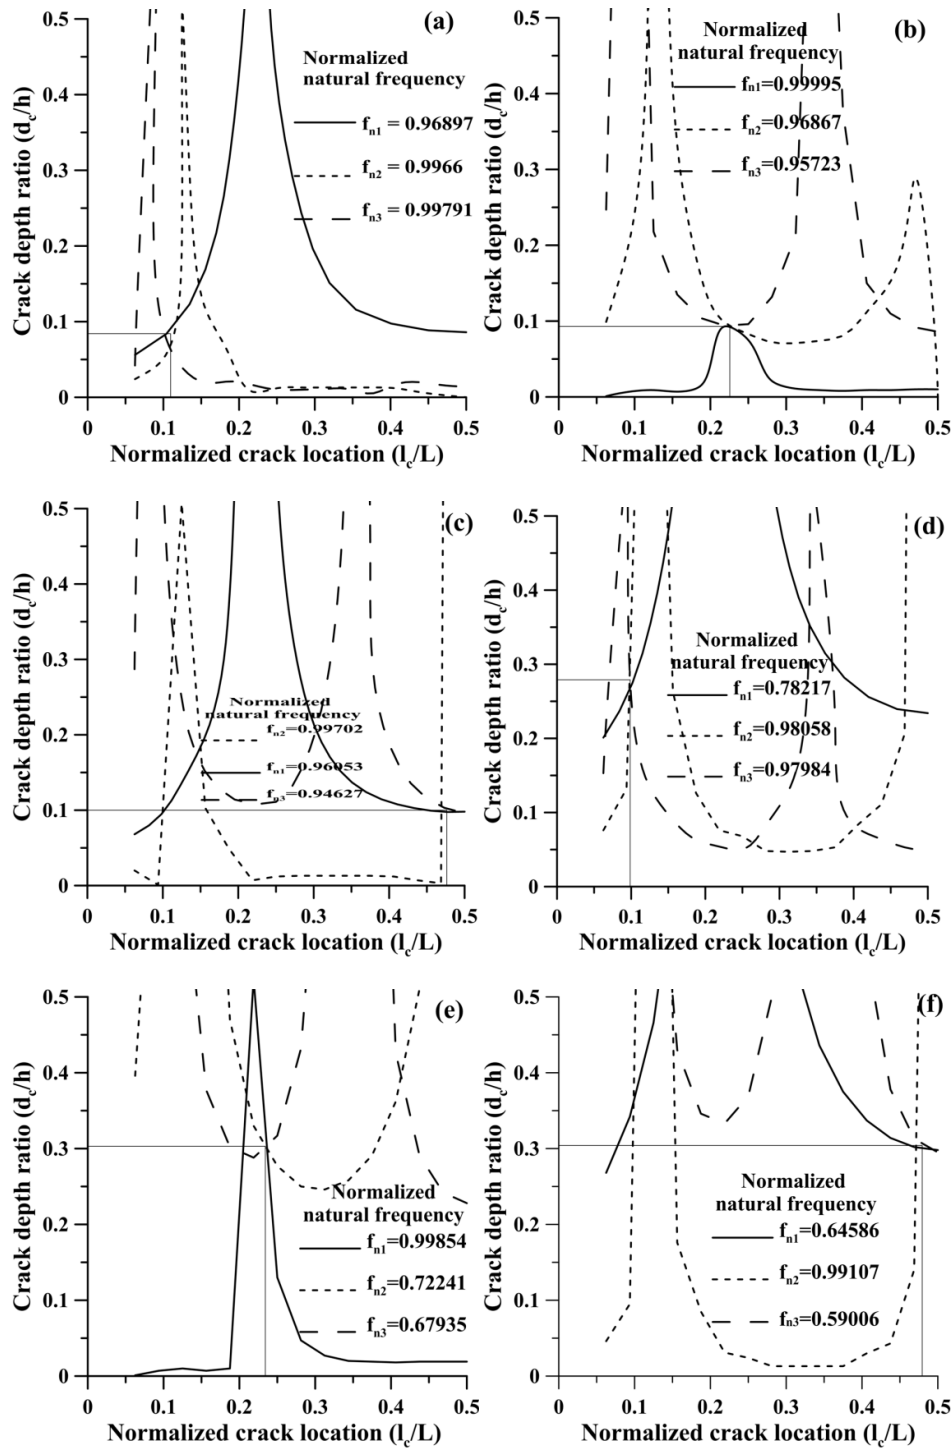 (a)
Normalized
natural frequency
fn1 = 0.96897
fn2 = 0.9966
fn3 = 0.99791
Crack depth ratio (dc/h)
0.5
0.4
0.3
0.2
0.1
0
0 0.1 0.2 0.3 0.4 0.5
Normalized crack location (lc/L)
(b)
Normalized
natural frequency
fn1=0.99995
fn2=0.96867
fn3=0.95723
Crack depth ratio (dc/h)
0.5
0.4
0.3
0.2
0.1
0
0 0.1 0.2 0.3 0.4 0.5
Normalized crack location (lc/L)
(c)
Normalized
natural frequency
fn2=0.99702
fn1=0.96053
fn3=0.94627
Crack depth ratio (dc/h)
0.5
0.4
0.3
0.2
0.1
0
0 0.1 0.2 0.3 0.4 0.5
Normalized crack location (lc/L)
(d)
Normalized
natural frequency
fn1=0.78217
fn2=0.98058
fn3=0.97984
Crack depth ratio (dc/h)
0.5
0.4
0.3
0.2
0.1
0
0 0.1 0.2 0.3 0.4 0.5
Normalized crack location (lc/L)
(e)
Normalized
natural frequency
fn1=0.99854
fn2=0.72241
fn3=0.67935
Crack depth ratio (dc/h)
0.5
0.4
0.3
0.2
0.1
0
0 0.1 0.2 0.3 0.4 0.5
Normalized crack location (lc/L)
(f)
Normalized
natural frequency
fn1=0.64586
fn2=0.99107
fn3=0.59006
Crack depth ratio (dc/h)
0.5
0.4
0.3
0.2
0.1
0
0 0.1 0.2 0.3 0.4 0.5
Normalized crack location (lc/L)